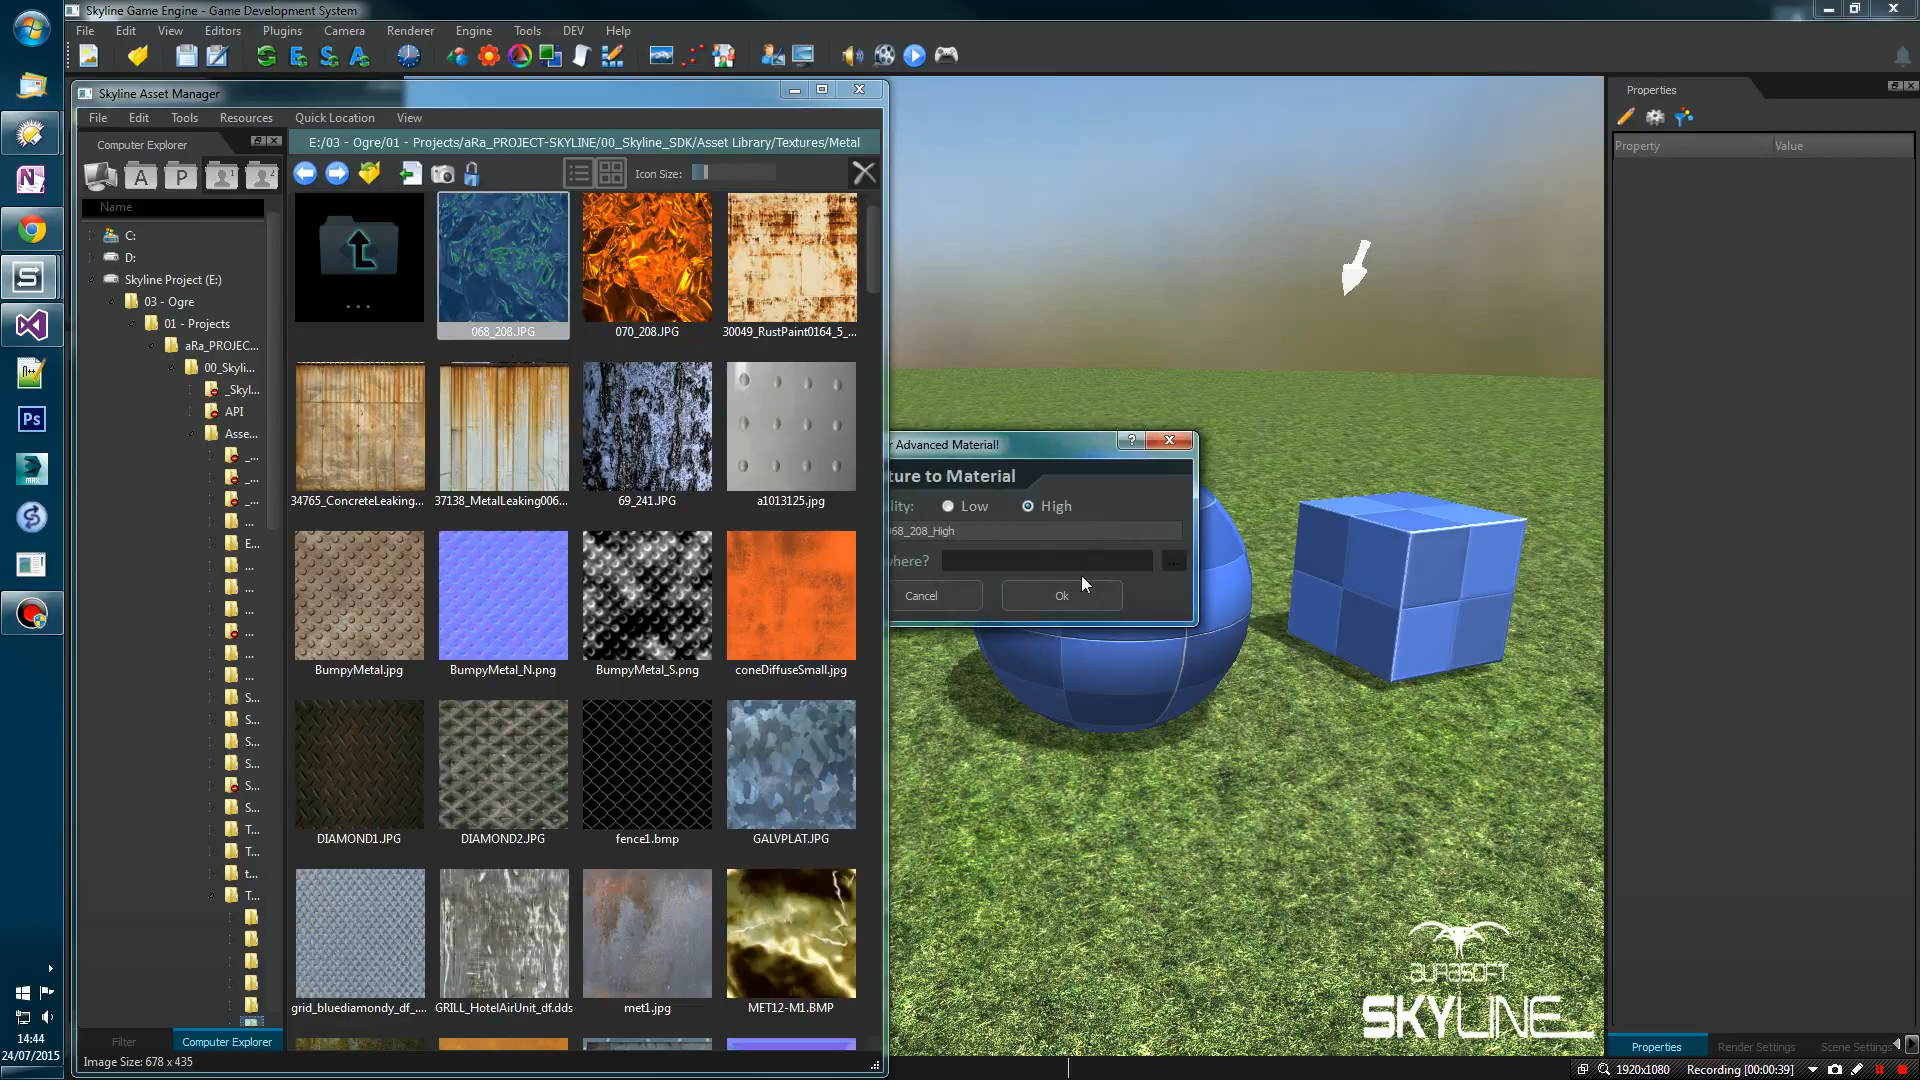 Skyline Game Engine - Game Development System
File Edit View Editors Plugins Camera Renderer Engine Tools DEV Help
Skyline Asset Manager
File Edit Tools Resources Quick Location View
Computer Explorer
E:/03 - Ogre/01 - Projects/aRa_PROJECT-SKYLINE/00_Skyline_SDK/Asset Library/Textures/Metal
A P
Icon Size:
Name
C:
D:
Skyline Project (E:)
03 - Ogre
01 - Projects
aRa_PROJEC...
00_Skyli...
_Skyl...
API
Asse...
_...
_...
_...
...
E...
...
...
...
...
...
...
S...
S...
S...
S...
S...
S...
T...
T...
t...
T...
...
068_208.JPG
070_208.JPG
30049_RustPaint0164_5_...
34765_ConcreteLeaking...
37138_MetalLeaking006...
69_241.JPG
a1013125.jpg
BumpyMetal.jpg
BumpyMetal_N.png
BumpyMetal_S.png
coneDiffuseSmall.jpg
DIAMOND1.JPG
DIAMOND2.JPG
fence1.bmp
GALVPLAT.JPG
grid_bluediamondy_df_...
GRILL_HotelAirUnit_df.dds
met1.jpg
MET12-M1.BMP
Filter Computer Explorer
Image Size: 678 x 435
r Advanced Material!
ture to Material
lity: Low High
68_208_High
here? ...
Cancel Ok
Properties
Property Value
AURASOFT
SKYLINE
Properties Render Settings Scene Settings
1920x1080 Recording [00:00:39]
Ps
MAX
14:44
24/07/2015